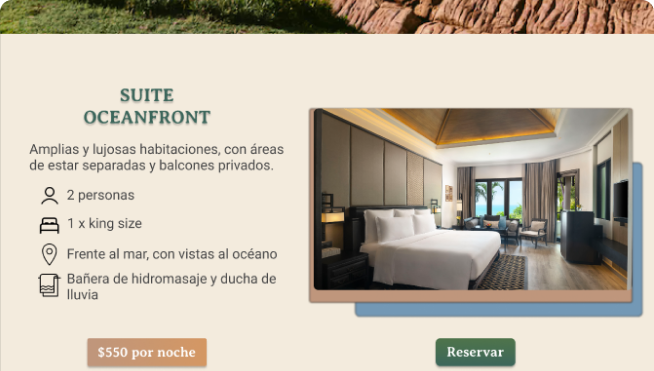 SUITE
OCEANFRONT
Amplias y lujosas habitaciones, con áreas
de estar separadas y balcones privados.
2 personas
1 x king size
Frente al mar, con vistas al océano
Bañera de hidromasaje y ducha de
lluvia
$550 por noche
Reservar